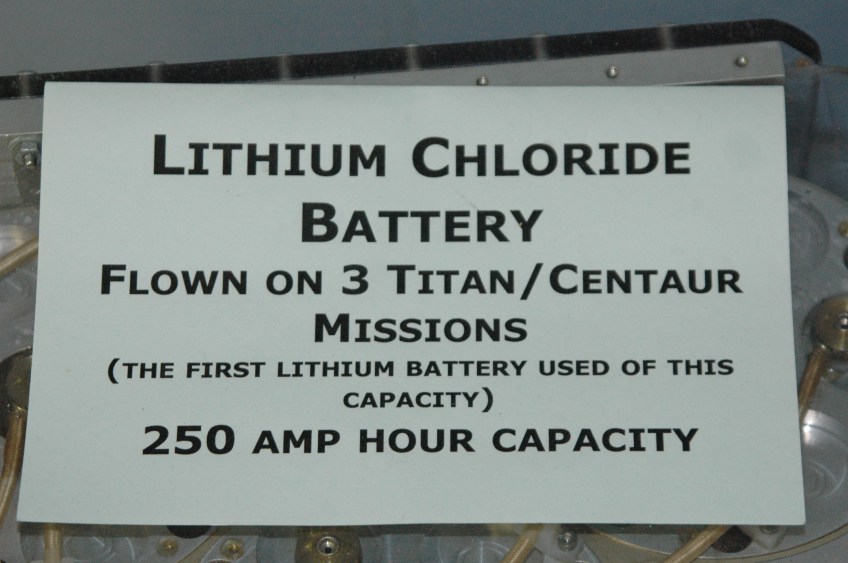 LITHIUM CHLORIDE
BATTERY
FLOWN ON 3 TITAN/CENTAUR
MISSIONS
(THE FIRST LITHIUM BATTERY USED OF THIS
CAPACITY)
250 AMP HOUR CAPACITY